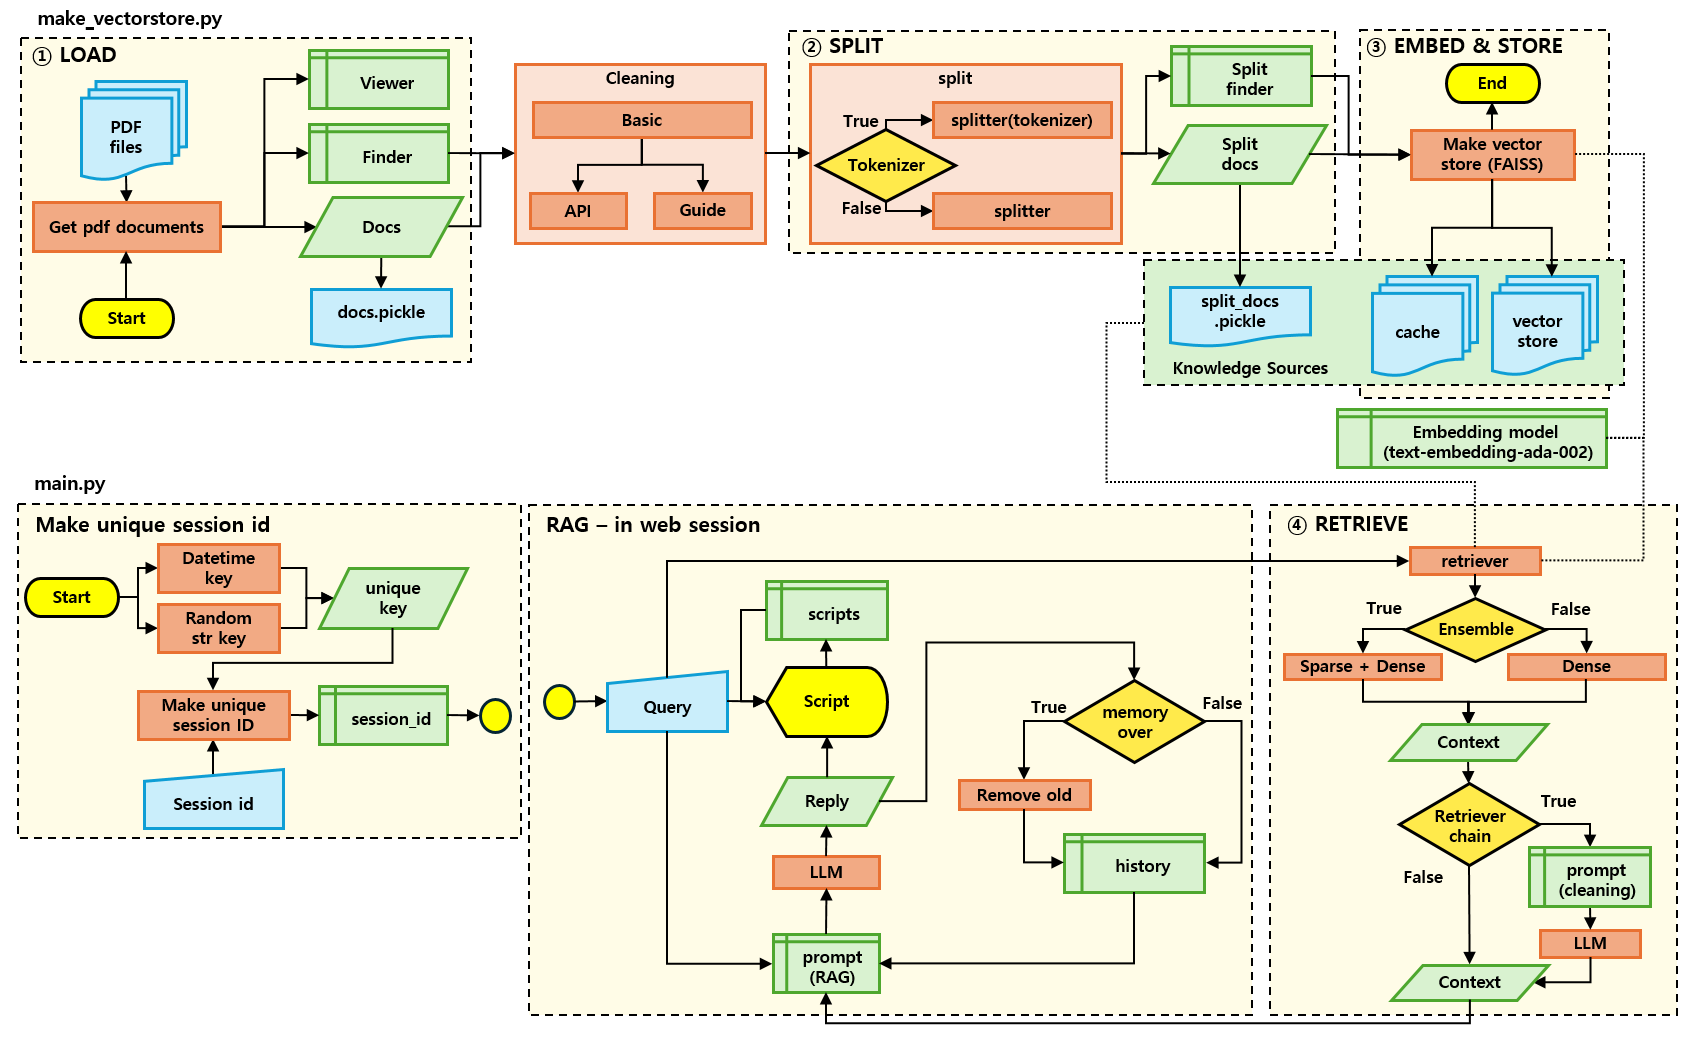 make_vectorstore.py
① LOAD
PDF
files
Get pdf documents
Start
Viewer
Finder
Docs
docs.pickle
Cleaning
Basic
API
Guide
② SPLIT
split
True
Tokenizer
False
splitter(tokenizer)
splitter
Split
finder
Split
docs
③ EMBED & STORE
End
Make vector
store (FAISS)
split_docs
.pickle
Knowledge Sources
cache
vector
store
Embedding model
(text-embedding-ada-002)
main.py
Make unique session id
Start
Datetime
key
Random
str key
unique
key
Make unique
session ID
session_id
Session id
RAG – in web session
Query
scripts
Script
Reply
LLM
prompt
(RAG)
True
memory
over
False
Remove old
history
④ RETRIEVE
retriever
True
Ensemble
False
Sparse + Dense
Dense
Context
Retriever
chain
True
False
prompt
(cleaning)
LLM
Context